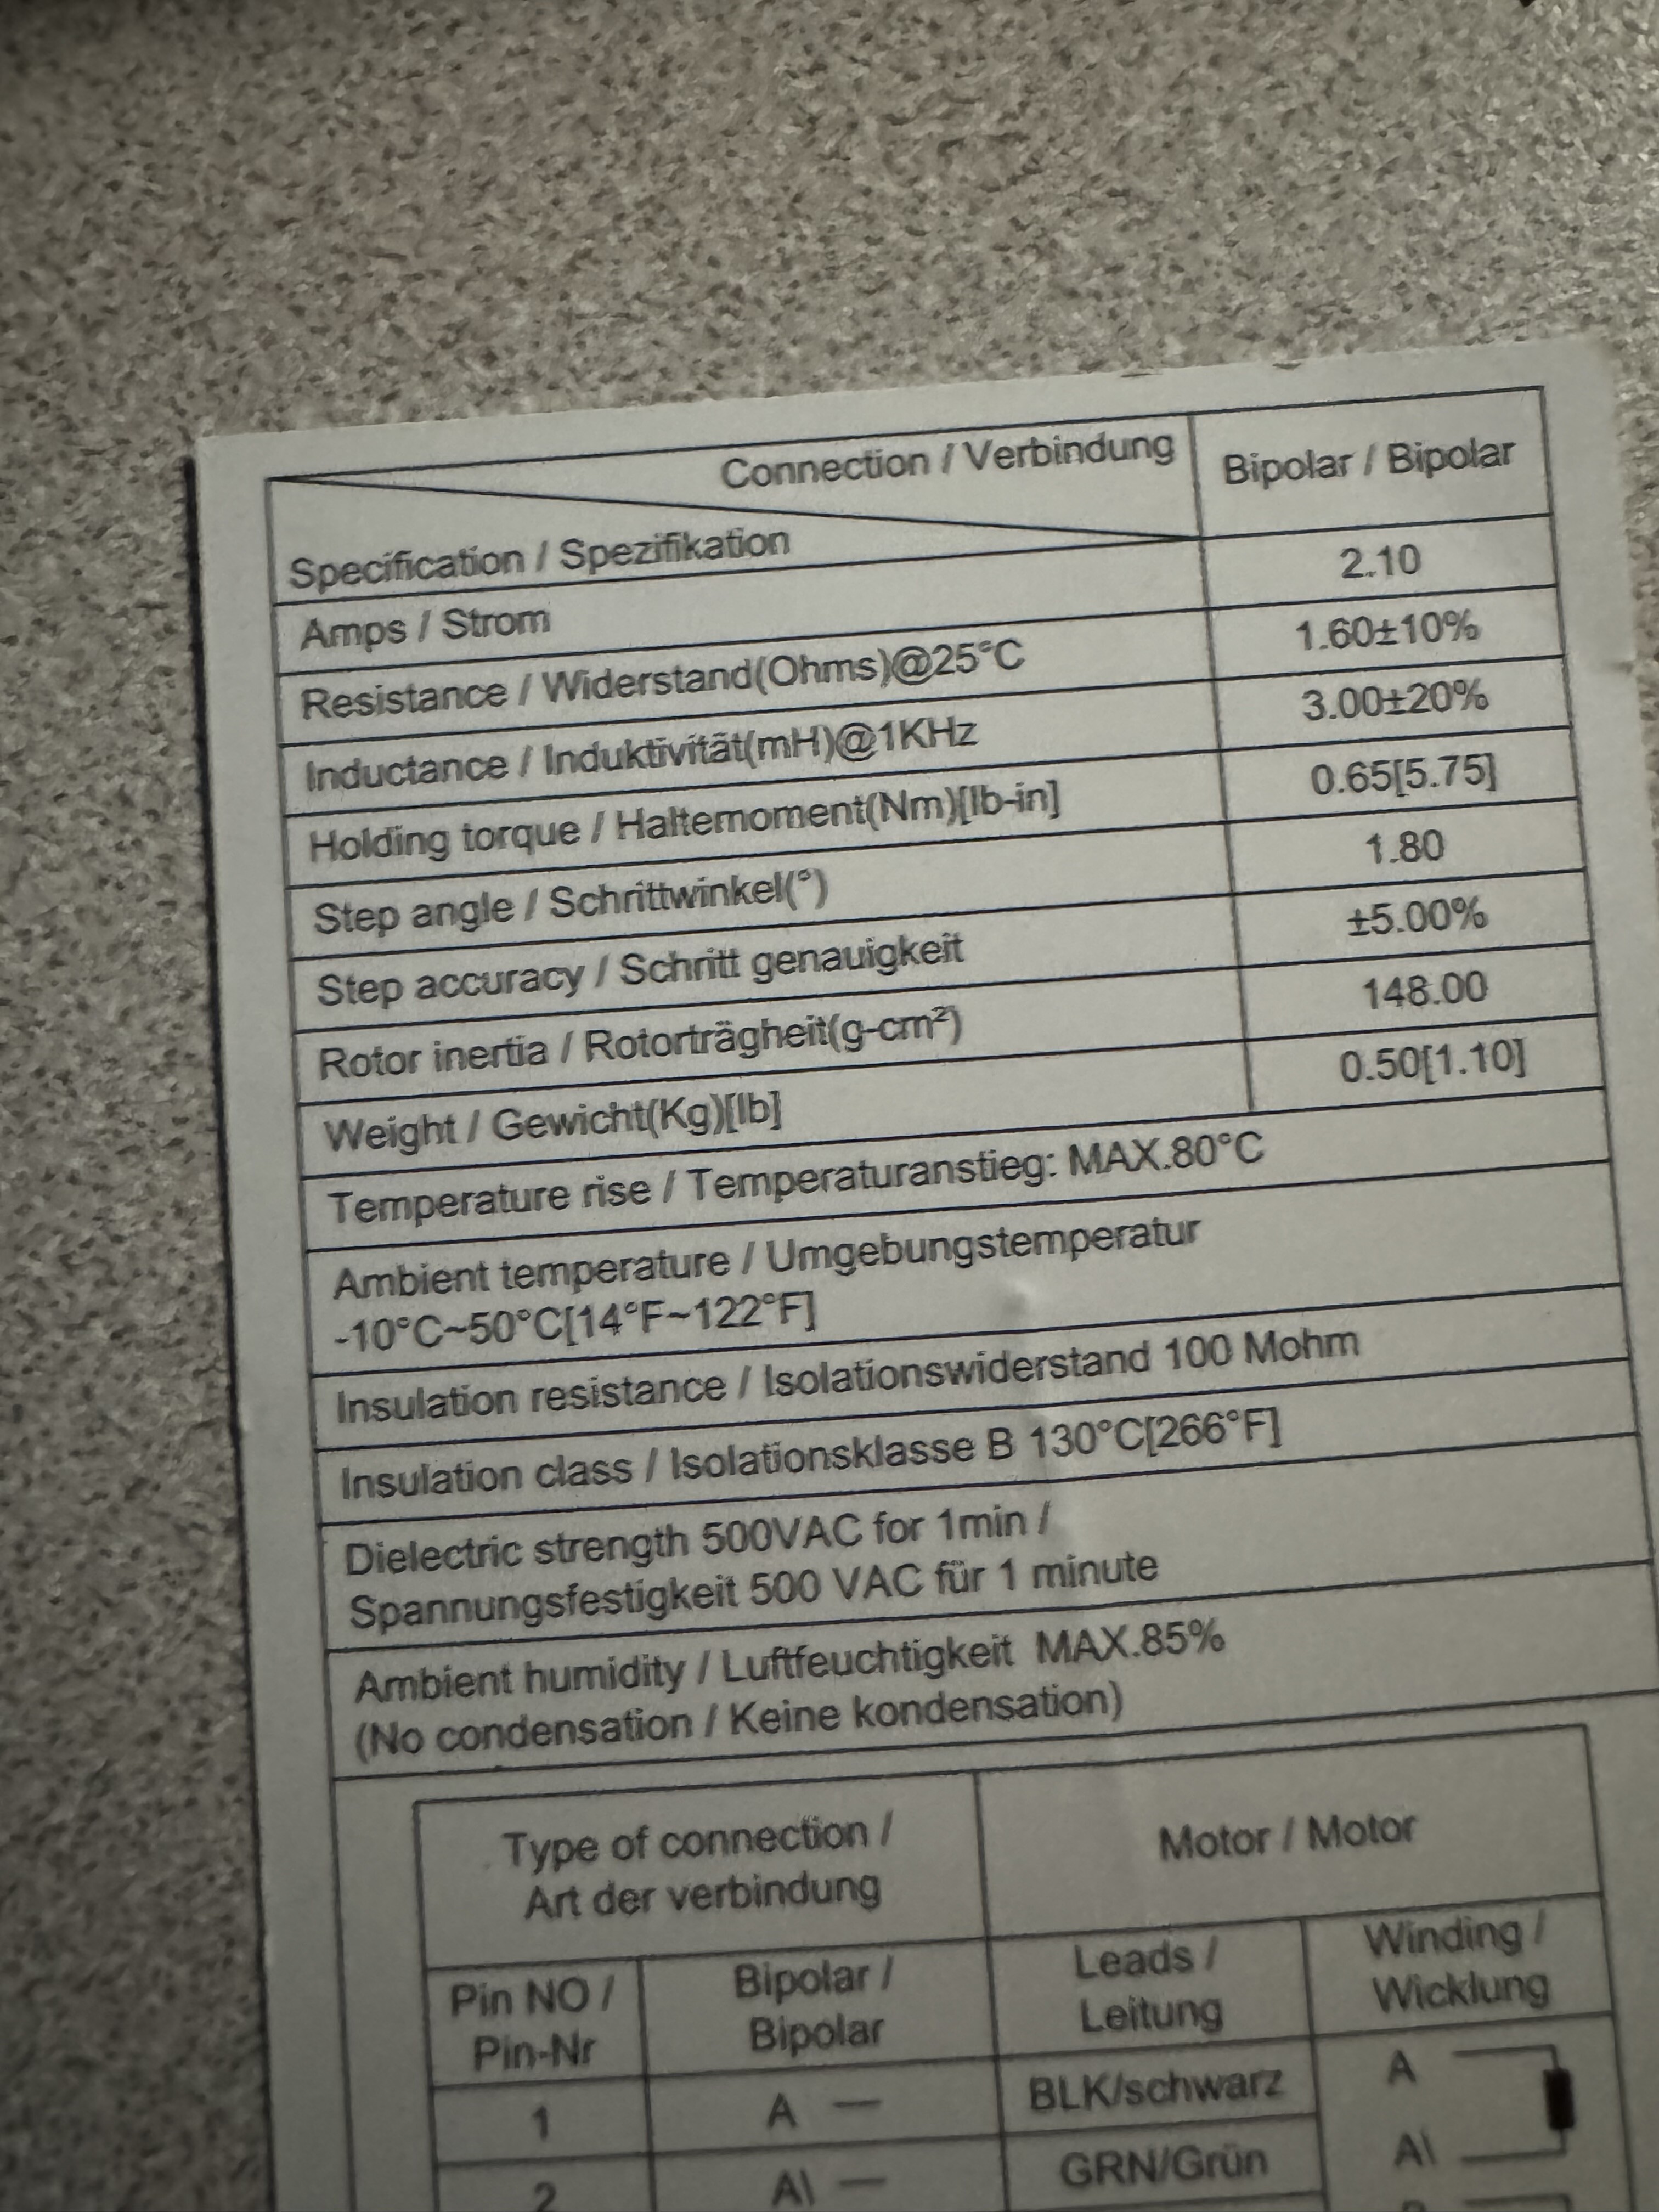 Connection / Verbindung
Bipolar / Bipolar
Specification / Spezifikation
Amps / Strom 2.10
Resistance / Widerstand(Ohms)@25°C 1.60±10%
Inductance / Induktivität(mH)@1KHz 3.00±20%
Holding torque / Haltemoment(Nm)[lb-in] 0.65[5.75]
Step angle / Schrittwinkel(°) 1.80
Step accuracy / Schritt genauigkeit ±5.00%
Rotor inertia / Rotorträgheit(g-cm²) 148.00
Weight / Gewicht(Kg)[lb] 0.50[1.10]
Temperature rise / Temperaturanstieg: MAX.80°C
Ambient temperature / Umgebungstemperatur
-10°C~50°C[14°F~122°F]
Insulation resistance / Isolationswiderstand 100 Mohm
Insulation class / Isolationsklasse B 130°C[266°F]
Dielectric strength 500VAC for 1min /
Spannungsfestigkeit 500 VAC für 1 minute
Ambient humidity / Luftfeuchtigkeit MAX.85%
(No condensation / Keine kondensation)
Type of connection /
Art der verbindung
Motor / Motor
Pin NO /
Pin-Nr
Bipolar /
Bipolar
Leads /
Leitung
Winding /
Wicklung
1 A — BLK/schwarz A
2 A\ — GRN/Grün A\